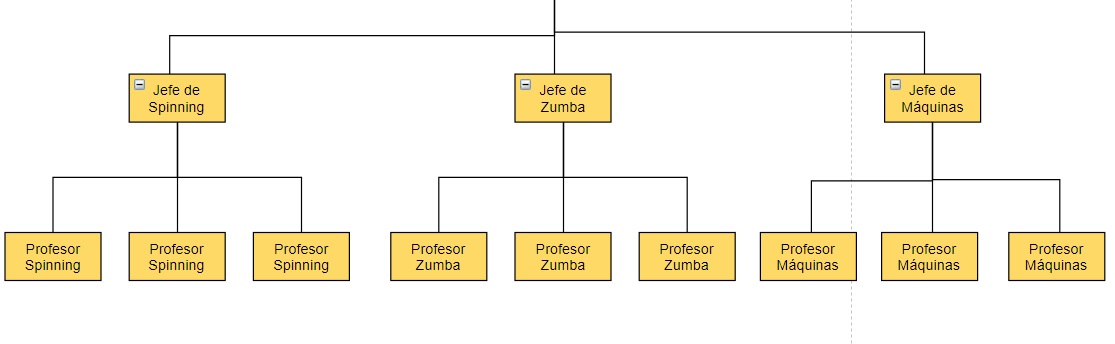 Jefe de
Spinning
Jefe de
Zumba
Jefe de
Máquinas
Profesor
Spinning
Profesor
Spinning
Profesor
Spinning
Profesor
Zumba
Profesor
Zumba
Profesor
Zumba
Profesor
Máquinas
Profesor
Máquinas
Profesor
Máquinas